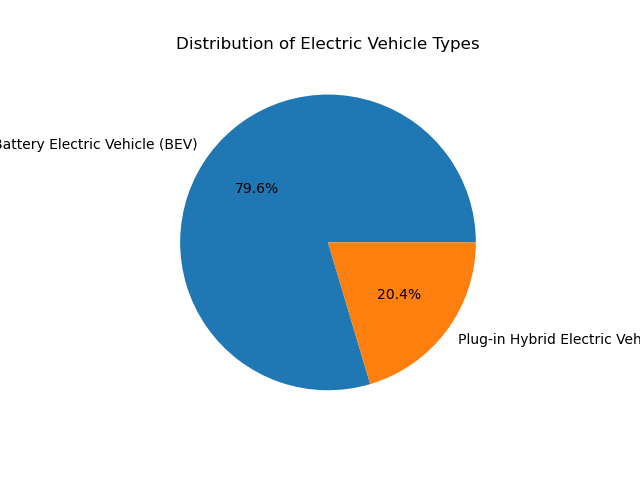 Distribution of Electric Vehicle Types
Battery Electric Vehicle (BEV)
79.6%
20.4%
Plug-in Hybrid Electric Veh